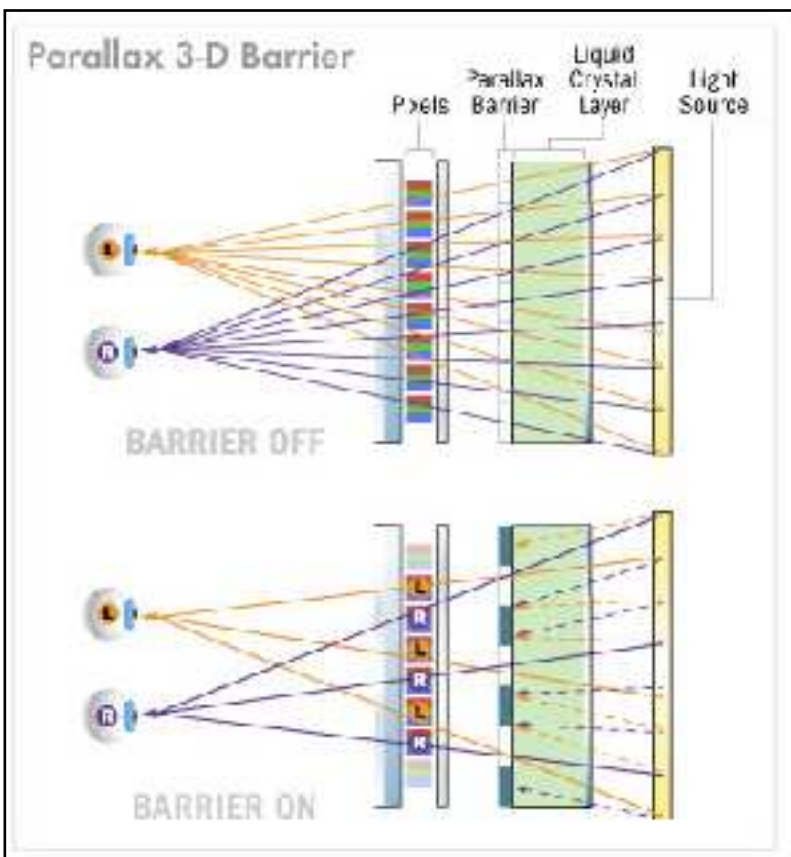 Parallax 3-D Barrier
Pixels
Parallax
Barrier
Liquid
Crystal
Layer
Light
Source
L
R
BARRIER OFF
L
R
L
R
L
R
L
R
BARRIER ON